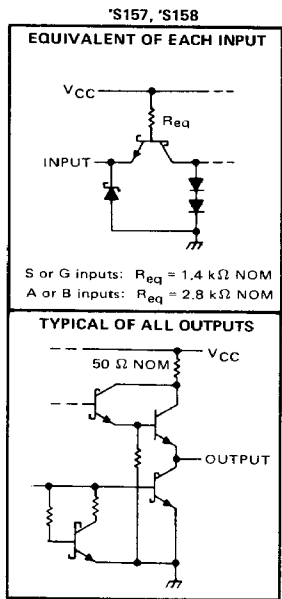 'S157, 'S158
EQUIVALENT OF EACH INPUT
VCC
Req
INPUT
S or G inputs: Req = 1.4 kΩ NOM
A or B inputs: Req = 2.8 kΩ NOM
TYPICAL OF ALL OUTPUTS
VCC
50 Ω NOM
OUTPUT